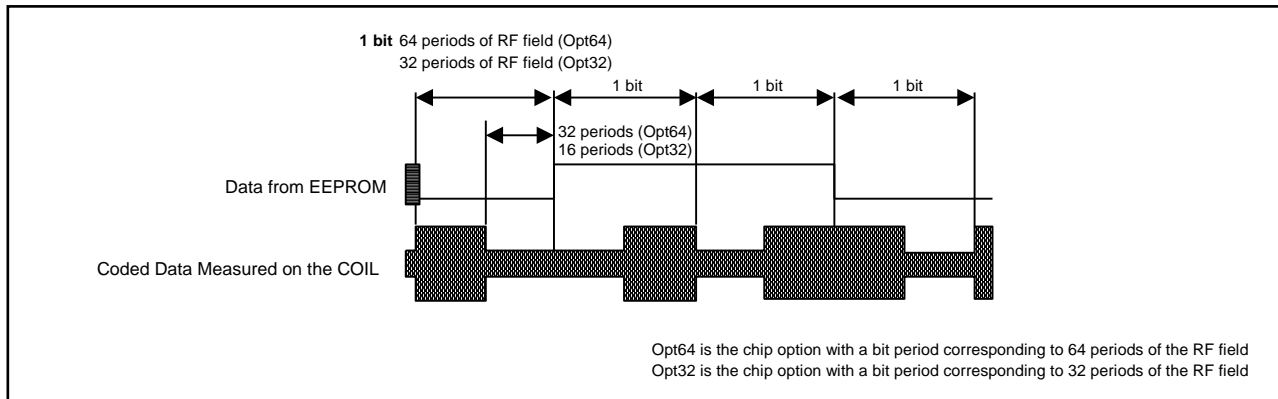 1 bit 64 periods of RF field (Opt64)
32 periods of RF field (Opt32)
1 bit
1 bit
1 bit
32 periods (Opt64)
16 periods (Opt32)
Data from EEPROM
Coded Data Measured on the COIL
Opt64 is the chip option with a bit period corresponding to 64 periods of the RF field
Opt32 is the chip option with a bit period corresponding to 32 periods of the RF field